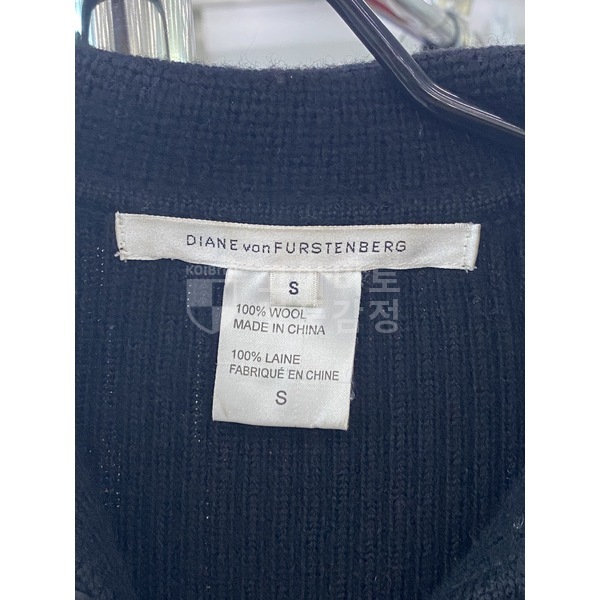 DIANE von FURSTENBERG
S
100% WOOL
MADE IN CHINA
100% LAINE
FABRIQUÉ EN CHINE
S